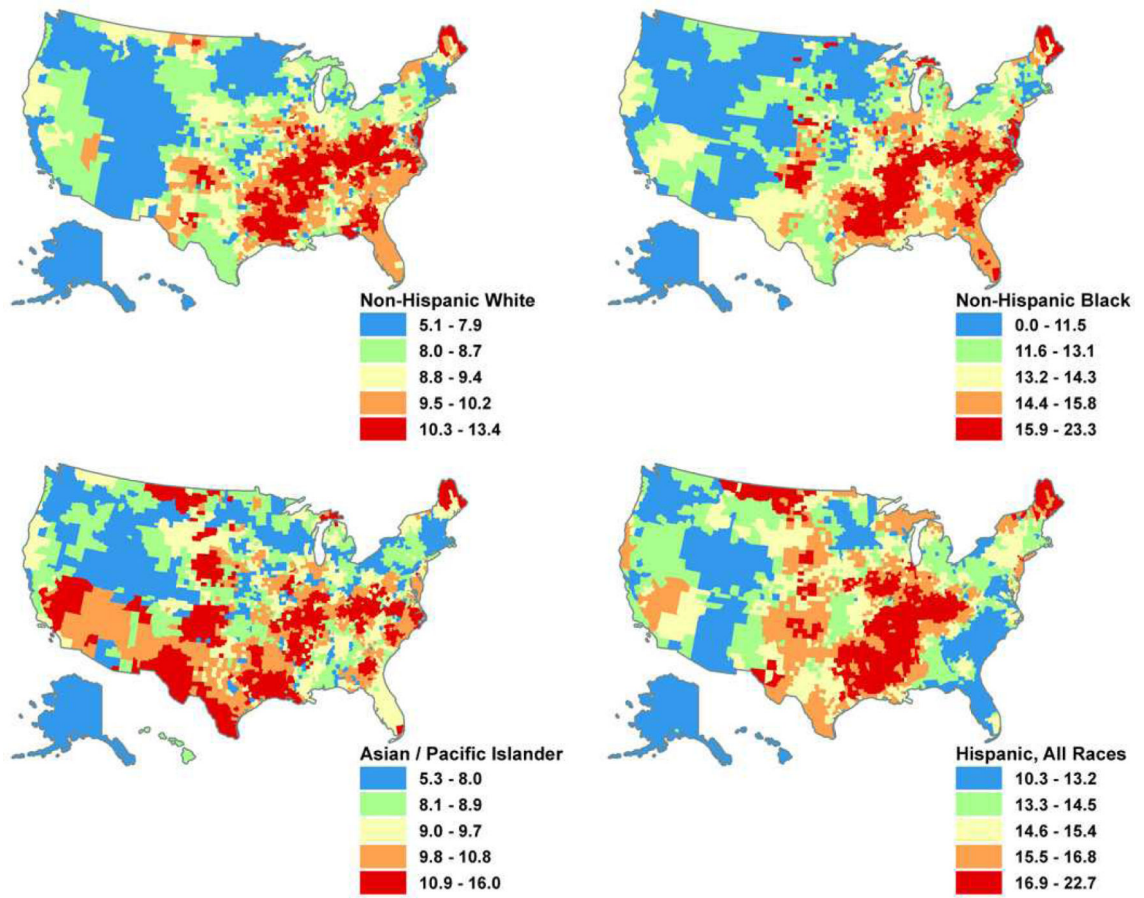 Non-Hispanic White
5.1 - 7.9
8.0 - 8.7
8.8 - 9.4
9.5 - 10.2
10.3 - 13.4
Non-Hispanic Black
0.0 - 11.5
11.6 - 13.1
13.2 - 14.3
14.4 - 15.8
15.9 - 23.3
Asian / Pacific Islander
5.3 - 8.0
8.1 - 8.9
9.0 - 9.7
9.8 - 10.8
10.9 - 16.0
Hispanic, All Races
10.3 - 13.2
13.3 - 14.5
14.6 - 15.4
15.5 - 16.8
16.9 - 22.7